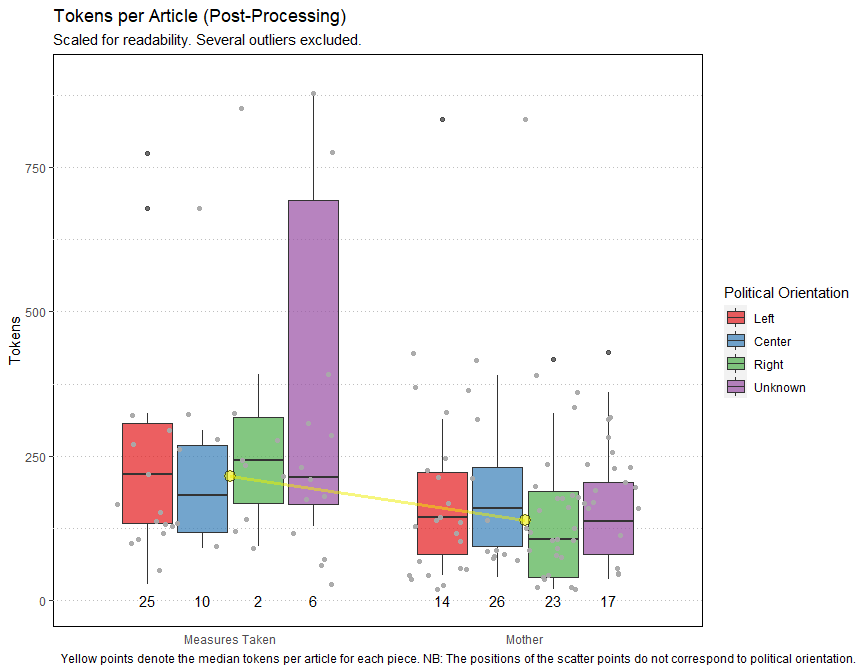 Tokens per Article (Post-Processing)
Scaled for readability. Several outliers excluded.
750
500
250
0
Tokens
25 10 2 6 14 26 23 17
Measures Taken Mother
Political Orientation
Left
Center
Right
Unknown
Yellow points denote the median tokens per article for each piece. NB: The positions of the scatter points do not correspond to political orientation.